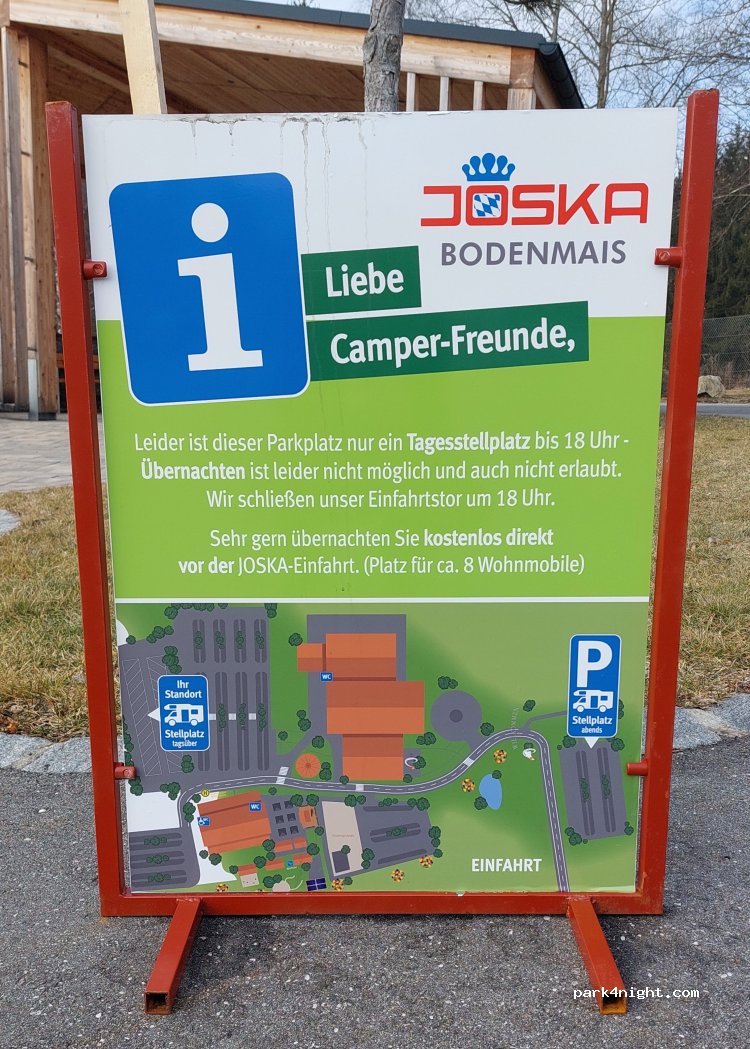 i
JOSKA
BODENMAIS
Liebe
Camper-Freunde,
Leider ist dieser Parkplatz nur ein Tagesstellplatz bis 18 Uhr -
Übernachten ist leider nicht möglich und auch nicht erlaubt.
Wir schließen unser Einfahrtstor um 18 Uhr.
Sehr gern übernachten Sie kostenlos direkt
vor der JOSKA-Einfahrt. (Platz für ca. 8 Wohnmobile)
Ihr
Standort
Stellplatz
tagsüber
WC
P
Stellplatz
abends
WC
EINFAHRT
park4night.com